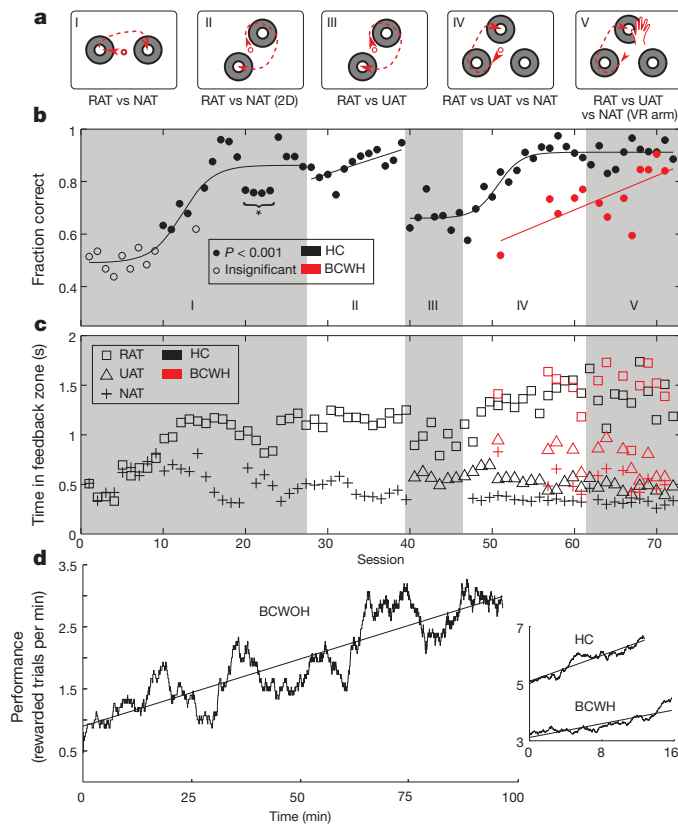 a
I II III IV V
RAT vs NAT
RAT vs NAT (2D)
RAT vs UAT
RAT vs UAT vs NAT
RAT vs UAT
vs NAT (VR arm)
b
Fraction correct
1
0.8
0.6
0.4
*
P < 0.001 HC
Insignificant BCWH
I II III IV V
c
Time in feedback zone (s)
2
1.5
1
0.5
0
RAT HC
UAT BCWH
NAT
0 10 20 30 40 50 60 70
Session
d
Performance
(rewarded trials per min)
3.5
2.5
1.5
0.5
BCWOH
0 25 50 75 100
Time (min)
7
5
3
HC
BCWH
0 8 16